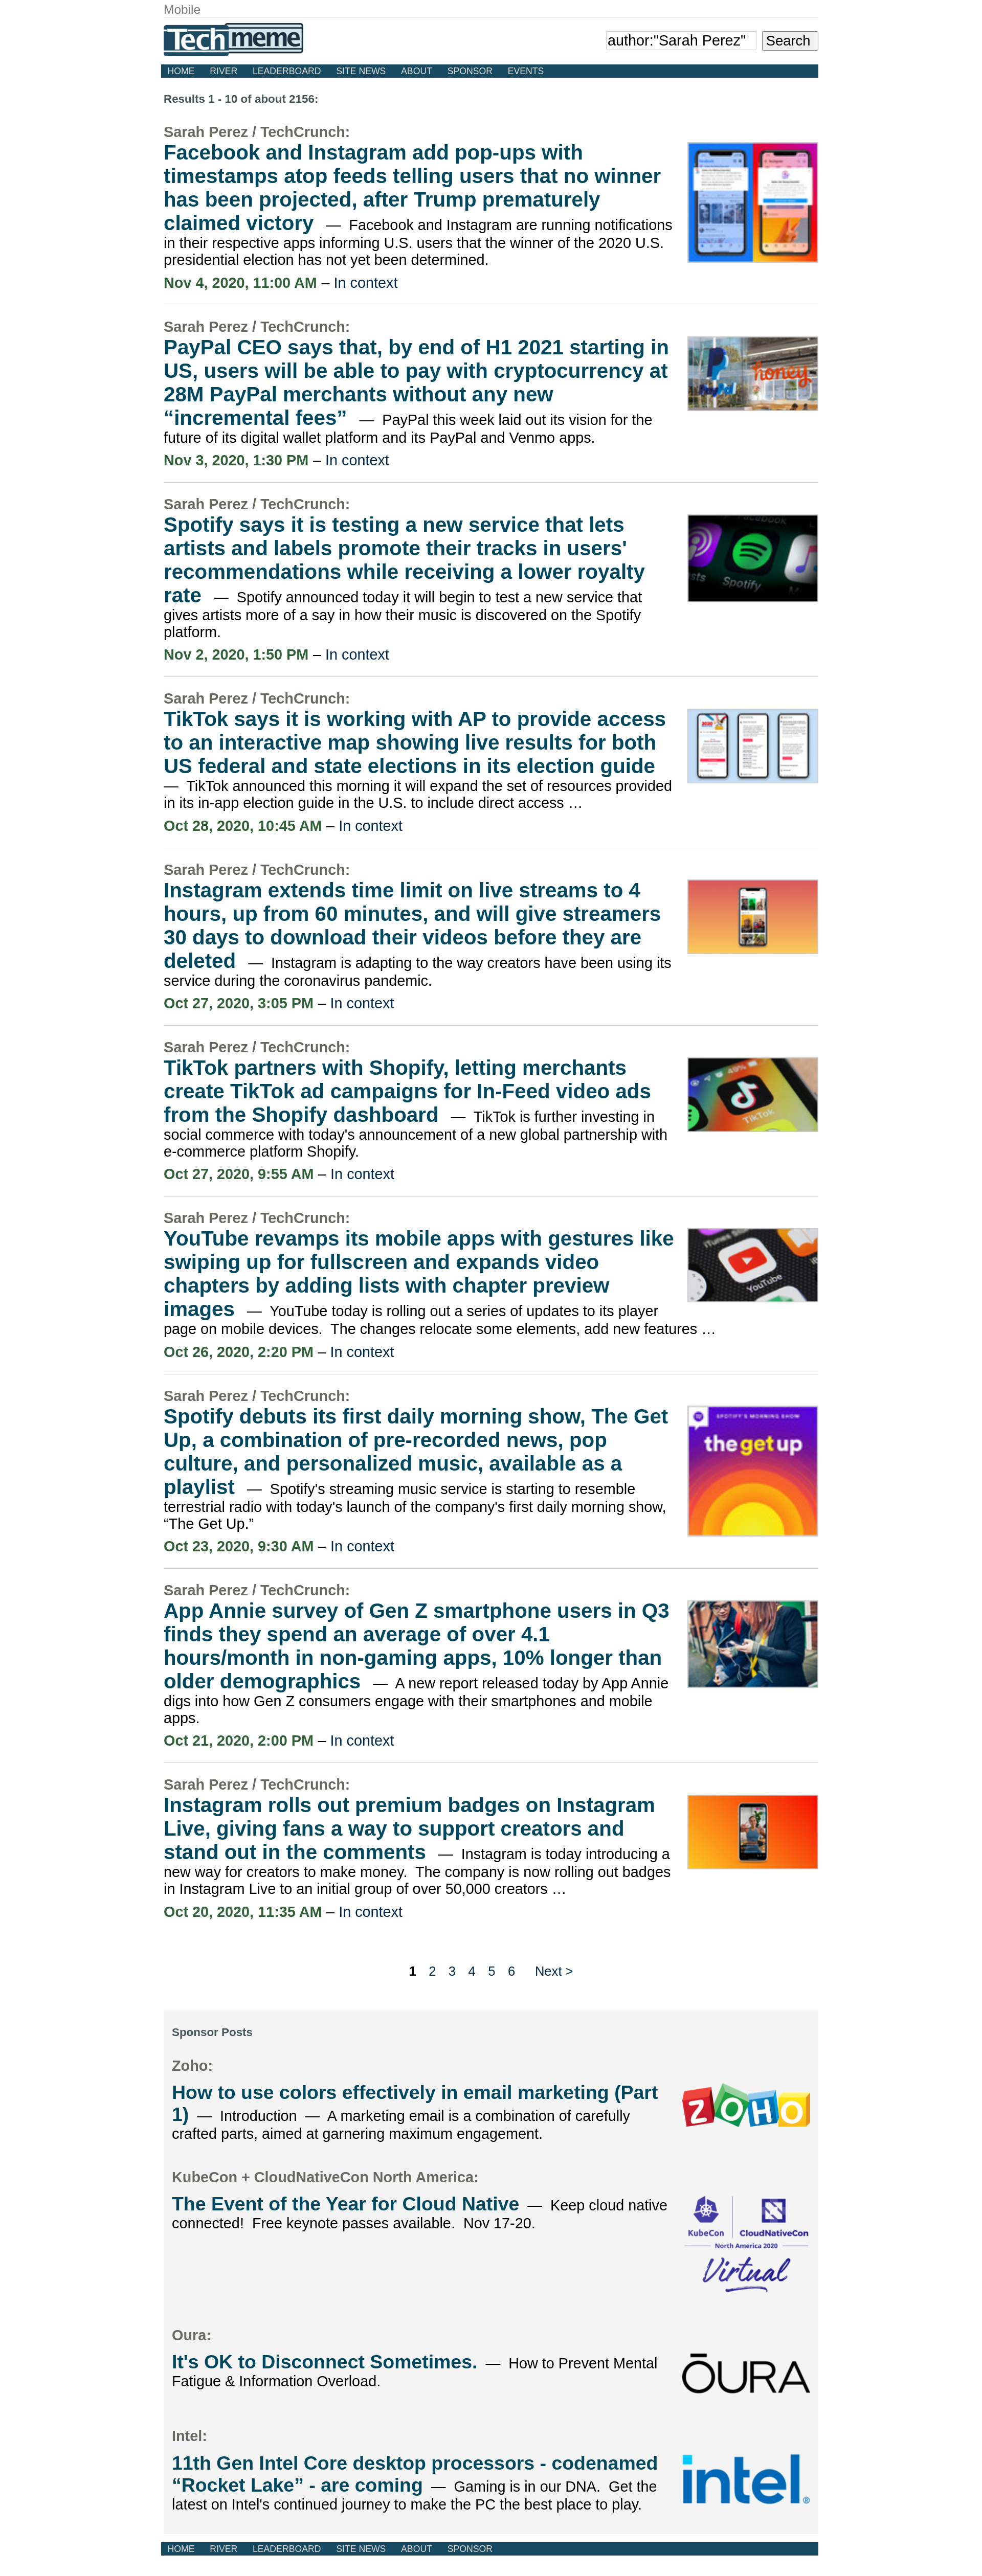 Mobile
Techmeme
author:"Sarah Perez"
Search
HOME RIVER LEADERBOARD SITE NEWS ABOUT SPONSOR EVENTS
Results 1 - 10 of about 2156:
Sarah Perez / TechCrunch:
Facebook and Instagram add pop-ups with
timestamps atop feeds telling users that no winner
has been projected, after Trump prematurely
claimed victory — Facebook and Instagram are running notifications
in their respective apps informing U.S. users that the winner of the 2020 U.S.
presidential election has not yet been determined.
Nov 4, 2020, 11:00 AM – In context
Sarah Perez / TechCrunch:
PayPal CEO says that, by end of H1 2021 starting in
US, users will be able to pay with cryptocurrency at
28M PayPal merchants without any new
“incremental fees” — PayPal this week laid out its vision for the
future of its digital wallet platform and its PayPal and Venmo apps.
PayPal
honey
Nov 3, 2020, 1:30 PM – In context
Sarah Perez / TechCrunch:
Spotify says it is testing a new service that lets
artists and labels promote their tracks in users'
recommendations while receiving a lower royalty
rate — Spotify announced today it will begin to test a new service that
gives artists more of a say in how their music is discovered on the Spotify
platform.
Spotify
Nov 2, 2020, 1:50 PM – In context
Sarah Perez / TechCrunch:
TikTok says it is working with AP to provide access
to an interactive map showing live results for both
US federal and state elections in its election guide
— TikTok announced this morning it will expand the set of resources provided
in its in-app election guide in the U.S. to include direct access …
Oct 28, 2020, 10:45 AM – In context
Sarah Perez / TechCrunch:
Instagram extends time limit on live streams to 4
hours, up from 60 minutes, and will give streamers
30 days to download their videos before they are
deleted — Instagram is adapting to the way creators have been using its
service during the coronavirus pandemic.
Oct 27, 2020, 3:05 PM – In context
Sarah Perez / TechCrunch:
TikTok partners with Shopify, letting merchants
create TikTok ad campaigns for In-Feed video ads
from the Shopify dashboard — TikTok is further investing in
social commerce with today's announcement of a new global partnership with
e-commerce platform Shopify.
49%
TikTok
Oct 27, 2020, 9:55 AM – In context
Sarah Perez / TechCrunch:
YouTube revamps its mobile apps with gestures like
swiping up for fullscreen and expands video
chapters by adding lists with chapter preview
images — YouTube today is rolling out a series of updates to its player
page on mobile devices. The changes relocate some elements, add new features …
YouTube
Oct 26, 2020, 2:20 PM – In context
Sarah Perez / TechCrunch:
Spotify debuts its first daily morning show, The Get
Up, a combination of pre-recorded news, pop
culture, and personalized music, available as a
playlist — Spotify's streaming music service is starting to resemble
terrestrial radio with today's launch of the company's first daily morning show,
“The Get Up.”
SPOTIFY'S MORNING SHOW
the get up
Oct 23, 2020, 9:30 AM – In context
Sarah Perez / TechCrunch:
App Annie survey of Gen Z smartphone users in Q3
finds they spend an average of over 4.1
hours/month in non-gaming apps, 10% longer than
older demographics — A new report released today by App Annie
digs into how Gen Z consumers engage with their smartphones and mobile
apps.
Oct 21, 2020, 2:00 PM – In context
Sarah Perez / TechCrunch:
Instagram rolls out premium badges on Instagram
Live, giving fans a way to support creators and
stand out in the comments — Instagram is today introducing a
new way for creators to make money. The company is now rolling out badges
in Instagram Live to an initial group of over 50,000 creators …
Oct 20, 2020, 11:35 AM – In context
1 2 3 4 5 6 Next >
Sponsor Posts
Zoho:
How to use colors effectively in email marketing (Part
1) — Introduction — A marketing email is a combination of carefully
crafted parts, aimed at garnering maximum engagement.
ZOHO
KubeCon + CloudNativeCon North America:
The Event of the Year for Cloud Native — Keep cloud native
connected! Free keynote passes available. Nov 17-20.
KubeCon CloudNativeCon
North America 2020
Virtual
Oura:
It's OK to Disconnect Sometimes. — How to Prevent Mental
Fatigue & Information Overload.
ŌURA
Intel:
11th Gen Intel Core desktop processors - codenamed
“Rocket Lake” - are coming — Gaming is in our DNA. Get the
latest on Intel's continued journey to make the PC the best place to play.
intel®
HOME RIVER LEADERBOARD SITE NEWS ABOUT SPONSOR